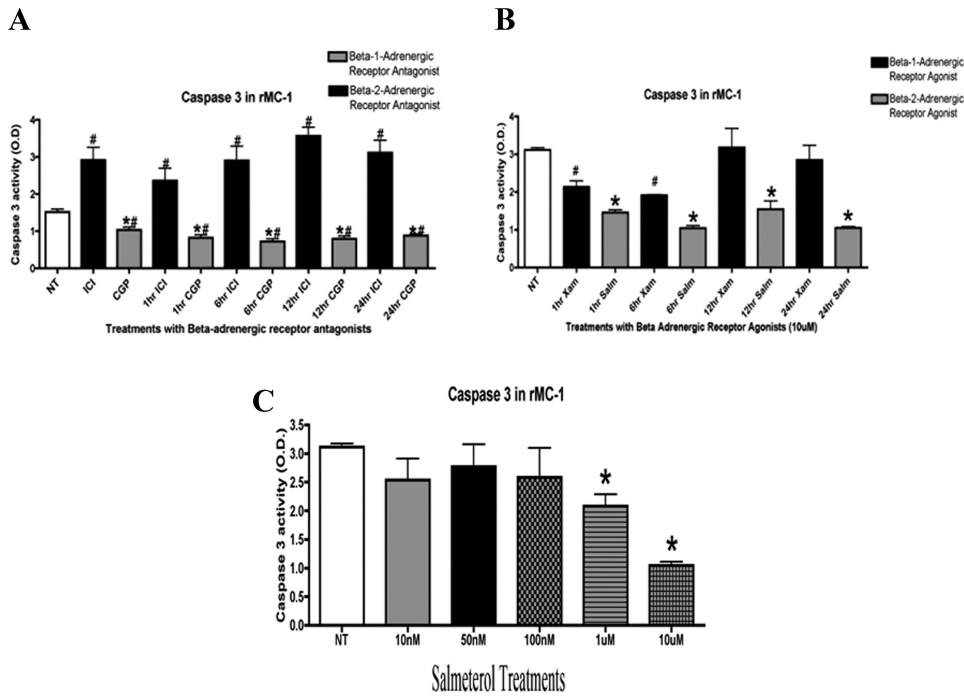 A
Beta-1-Adrenergic
Receptor Antagonist
Beta-2-Adrenergic
Receptor Antagonist
Caspase 3 in rMC-1
Caspase 3 activity (O.D.)
4
3
2
1
0
# # # # #
*# *# *# *# *#
NT ICI CGP 1hr ICI 1hr CGP 6hr ICI 6hr CGP 12hr ICI 12hr CGP 24hr ICI 24hr CGP
Treatments with Beta-adrenergic receptor antagonists
B
Beta-1-Adrenergic
Receptor Agonist
Beta-2-Adrenergic
Receptor Agonist
Caspase 3 in rMC-1
Caspase 3 activity (O.D.)
4
3
2
1
0
# * # * * *
NT 1hr Xam 1hr Salm 6hr Xam 6hr Salm 12hr Xam 12hr Salm 24hr Xam 24hr Salm
Treatments with Beta Adrenergic Receptor Agonists (10uM)
C
Caspase 3 in rMC-1
Caspase 3 activity (O.D.)
3.5
3.0
2.5
2.0
1.5
1.0
0.5
0.0
* *
NT 10nM 50nM 100nM 1uM 10uM
Salmeterol Treatments